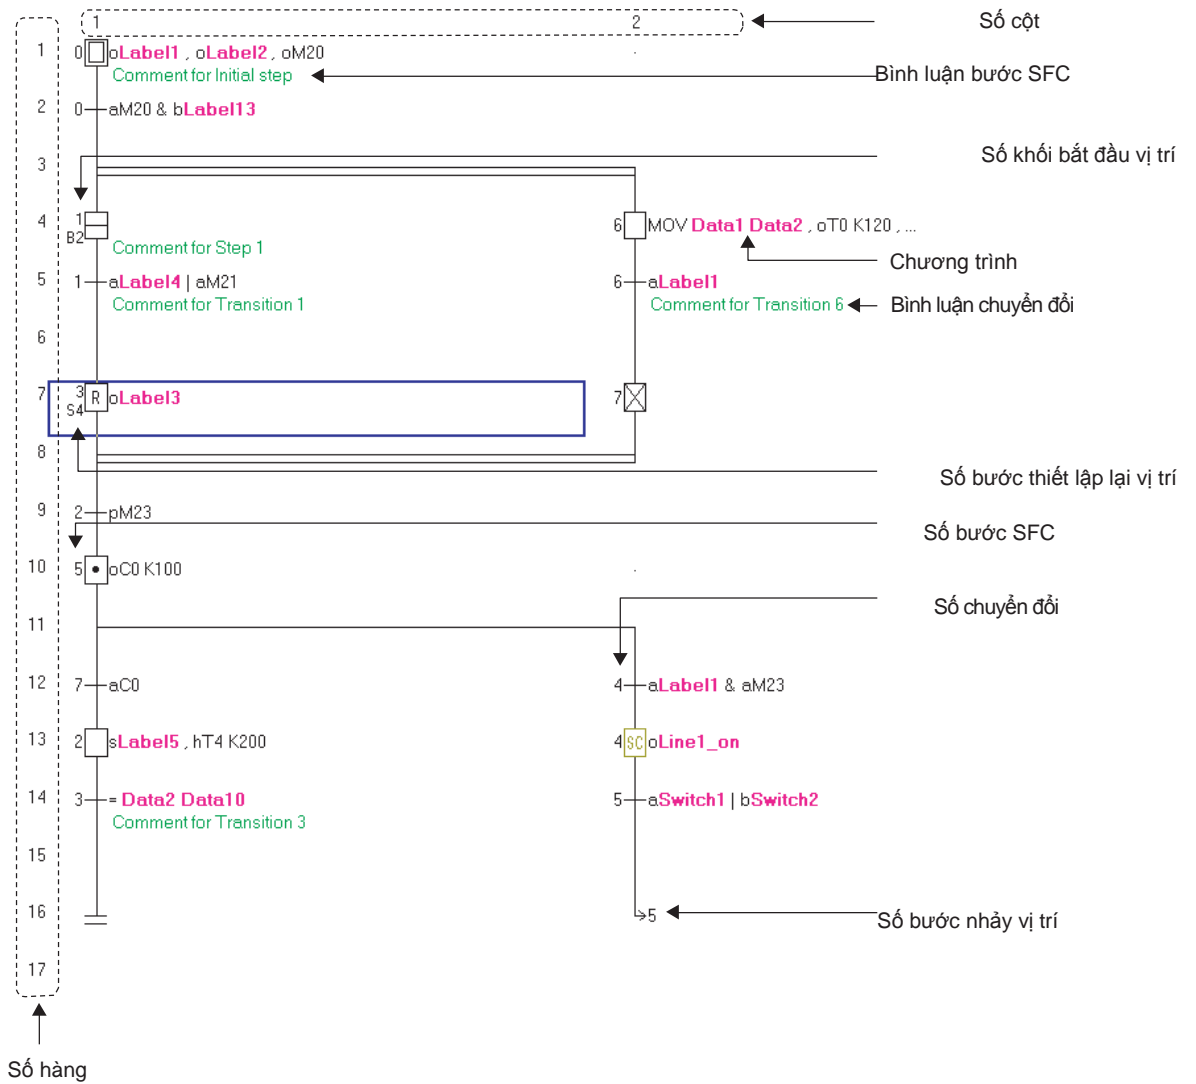 1 2 Số cột
1 0 oLabel1 , oLabel2 , oM20
Comment for Initial step Bình luận bước SFC
2 0 aM20 & bLabel13
3 Số khối bắt đầu vị trí
4 1 6 MOV Data1 Data2 , oT0 K120 , ...
B2 Comment for Step 1
Chương trình
5 1 aLabel4 | aM21 6 aLabel1
Comment for Transition 1 Comment for Transition 6 Bình luận chuyển đổi
6
7 3 R oLabel3 7
S4
8
Số bước thiết lập lại vị trí
9 2 pM23
Số bước SFC
10 5 oC0 K100
Số chuyển đổi
11
12 7 aC0 4 aLabel1 & aM23
13 2 sLabel5 , hT4 K200 4 SC oLine1_on
14 3 = Data2 Data10 5 aSwitch1 | bSwitch2
Comment for Transition 3
15
16 5 Số bước nhảy vị trí
17
Số hàng